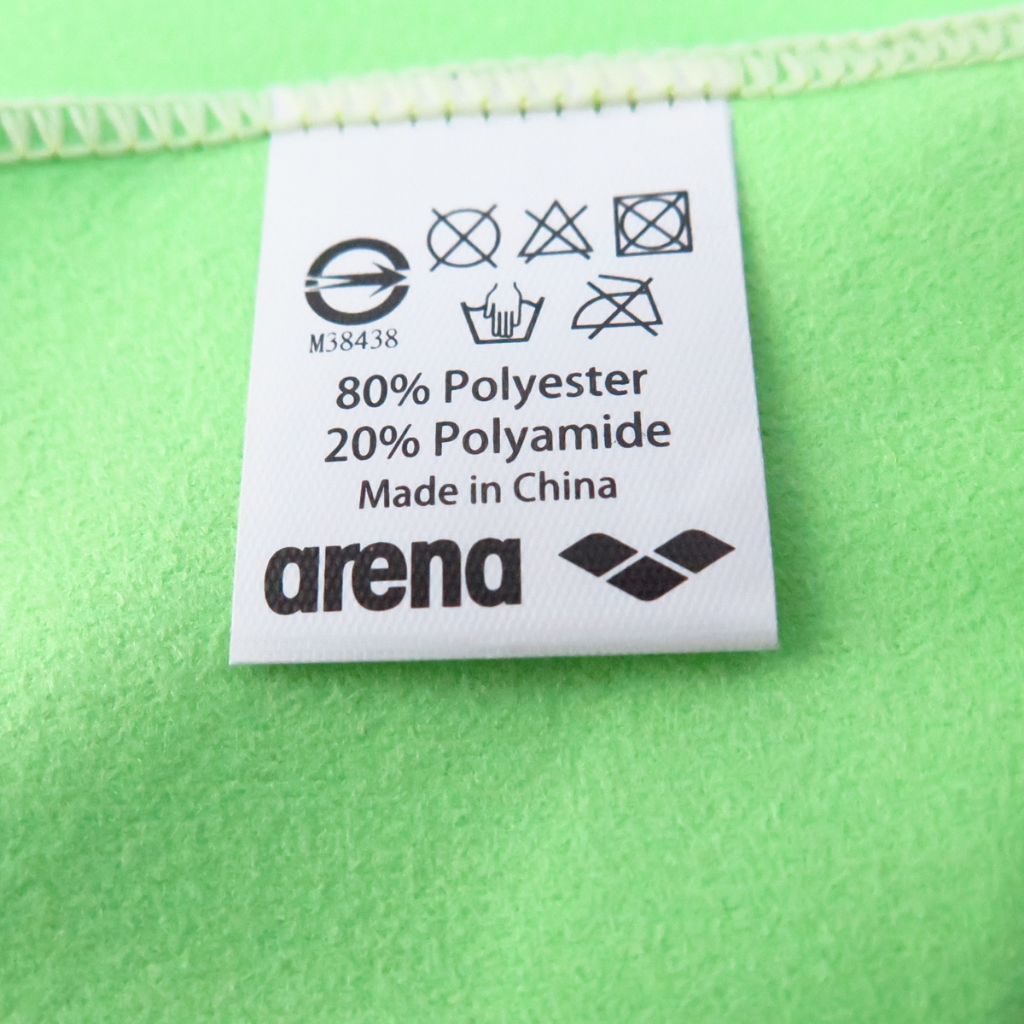 M38438
80% Polyester
20% Polyamide
Made in China
arena